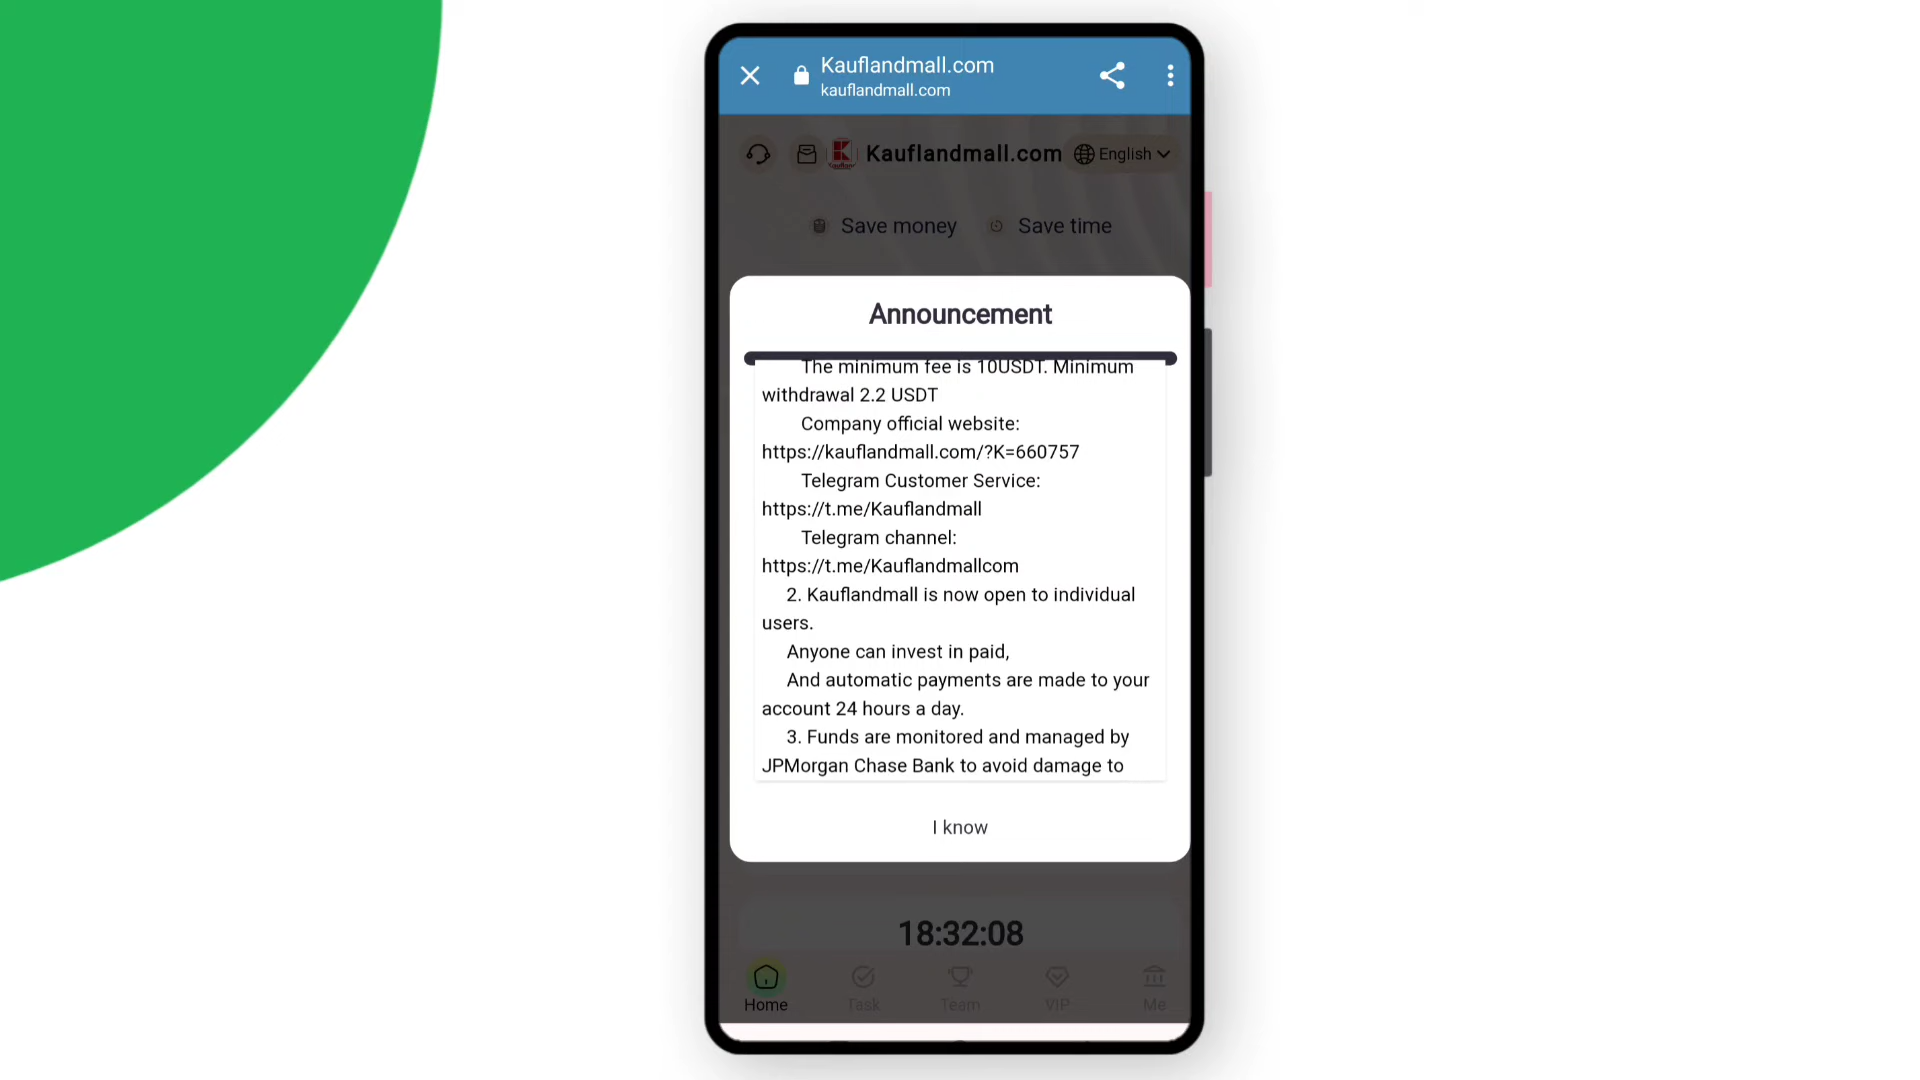 Kauflandmall.com
kauflandmall.com
Kauflandmall.com
English
Save money
Save time
Announcement
The minimum fee is 10USDT. Minimum
withdrawal 2.2 USDT
Company official website:
https://kauflandmall.com/?K=660757
Telegram Customer Service:
https://t.me/Kauflandmall
Telegram channel:
https://t.me/Kauflandmallcom
2. Kauflandmall is now open to individual
users.
Anyone can invest in paid,
And automatic payments are made to your
account 24 hours a day.
3. Funds are monitored and managed by
JPMorgan Chase Bank to avoid damage to
I know
18:32:08
Home
Task
Team
VIP
Me